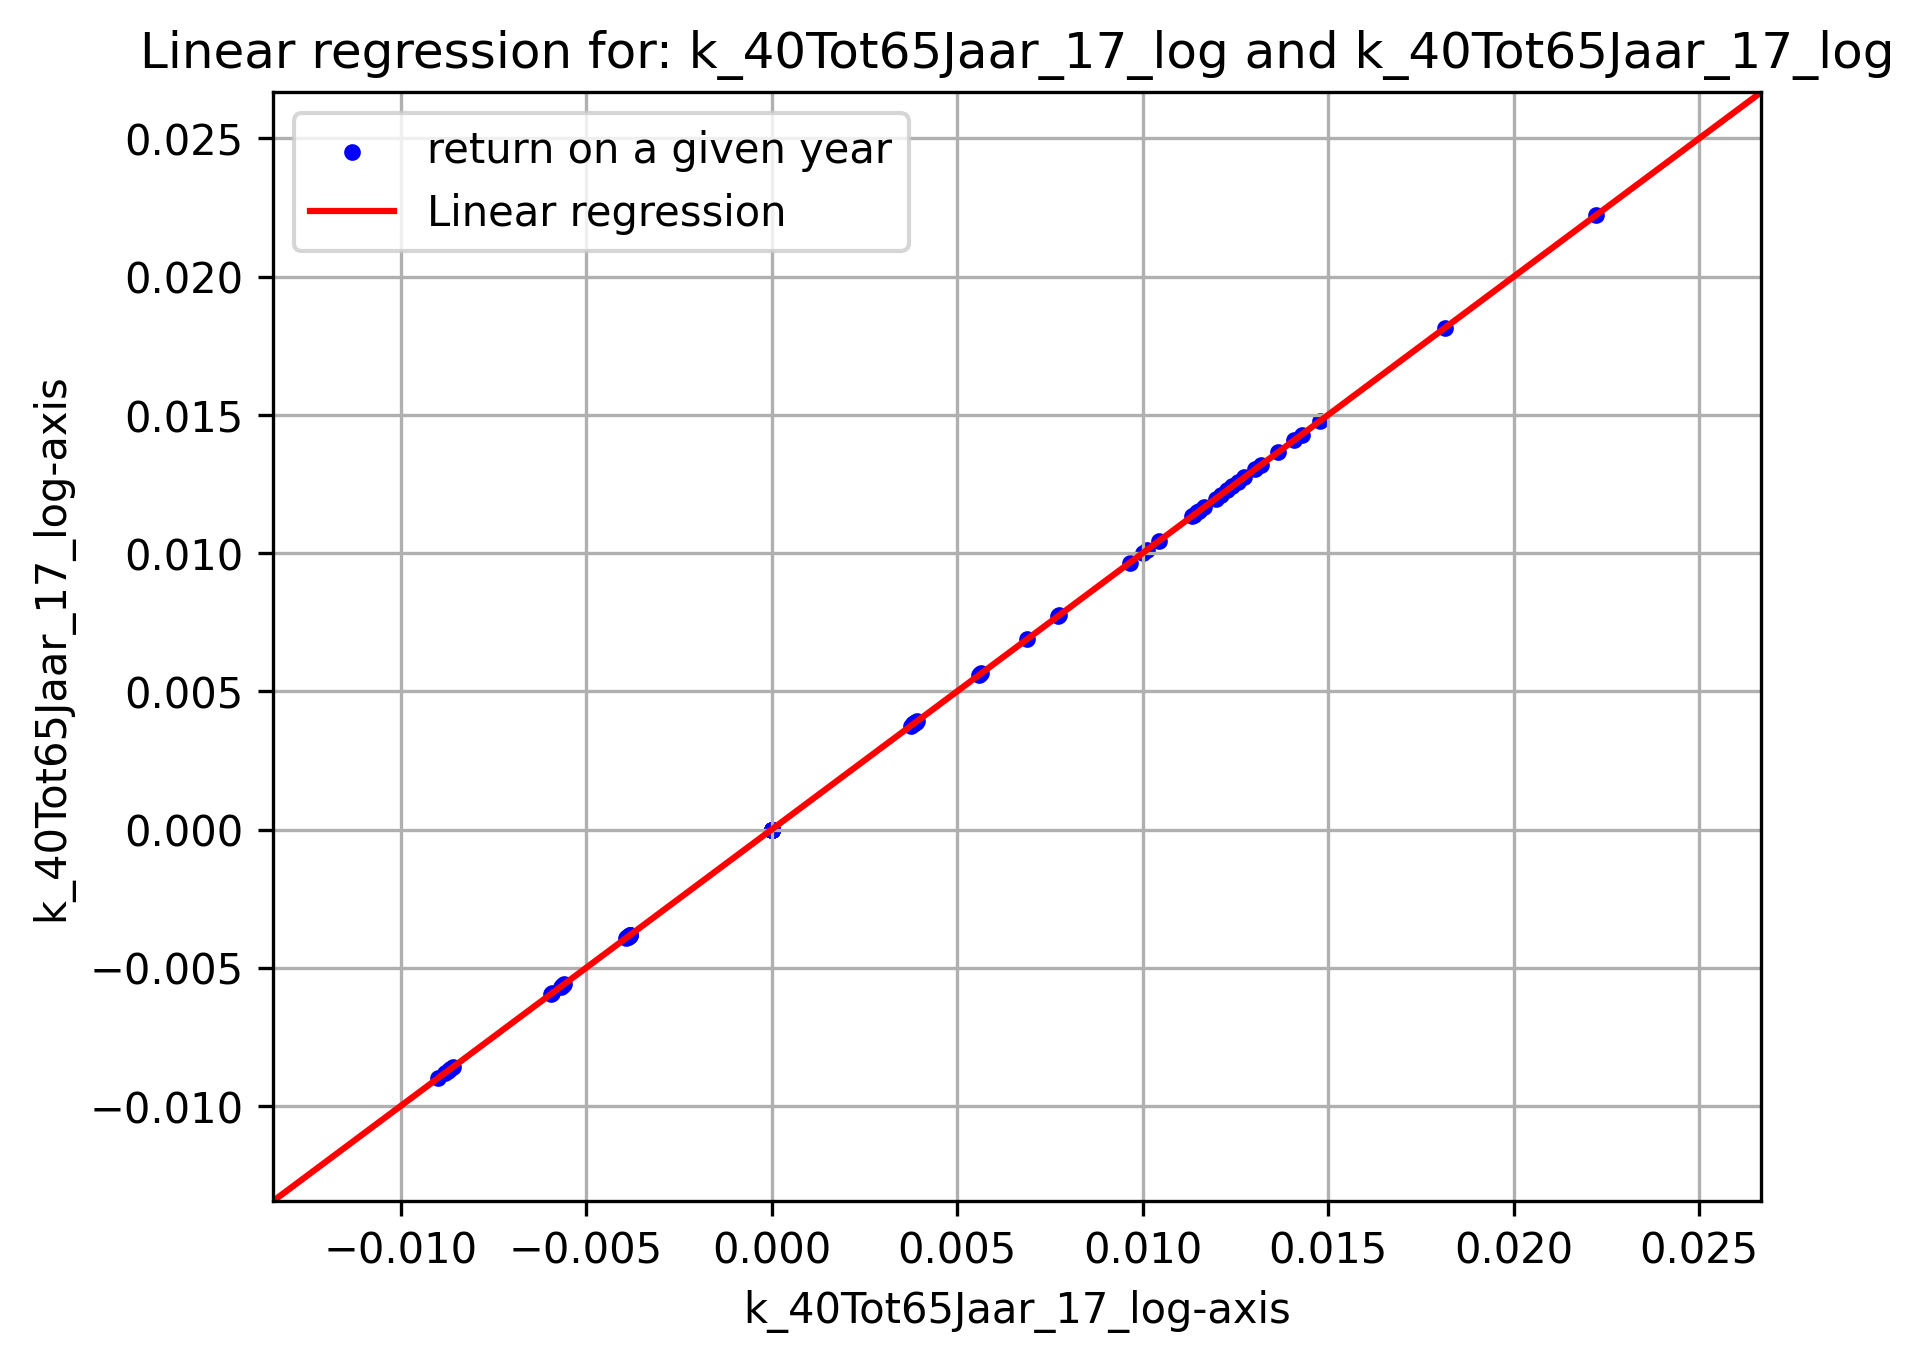 Linear regression for: k_40Tot65Jaar_17_log and k_40Tot65Jaar_17_log
return on a given year
Linear regression
0.025
0.020
0.015
0.010
0.005
0.000
−0.005
−0.010
k_40Tot65Jaar_17_log-axis
−0.010 −0.005 0.000 0.005 0.010 0.015 0.020 0.025
k_40Tot65Jaar_17_log-axis